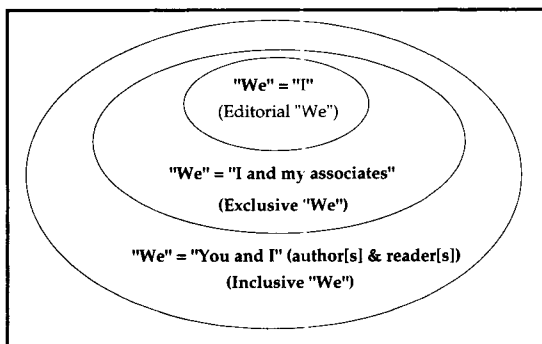 "We" = "I"
(Editorial "We")
"We" = "I and my associates"
(Exclusive "We")
"We" = "You and I" (author[s] & reader[s])
(Inclusive "We")